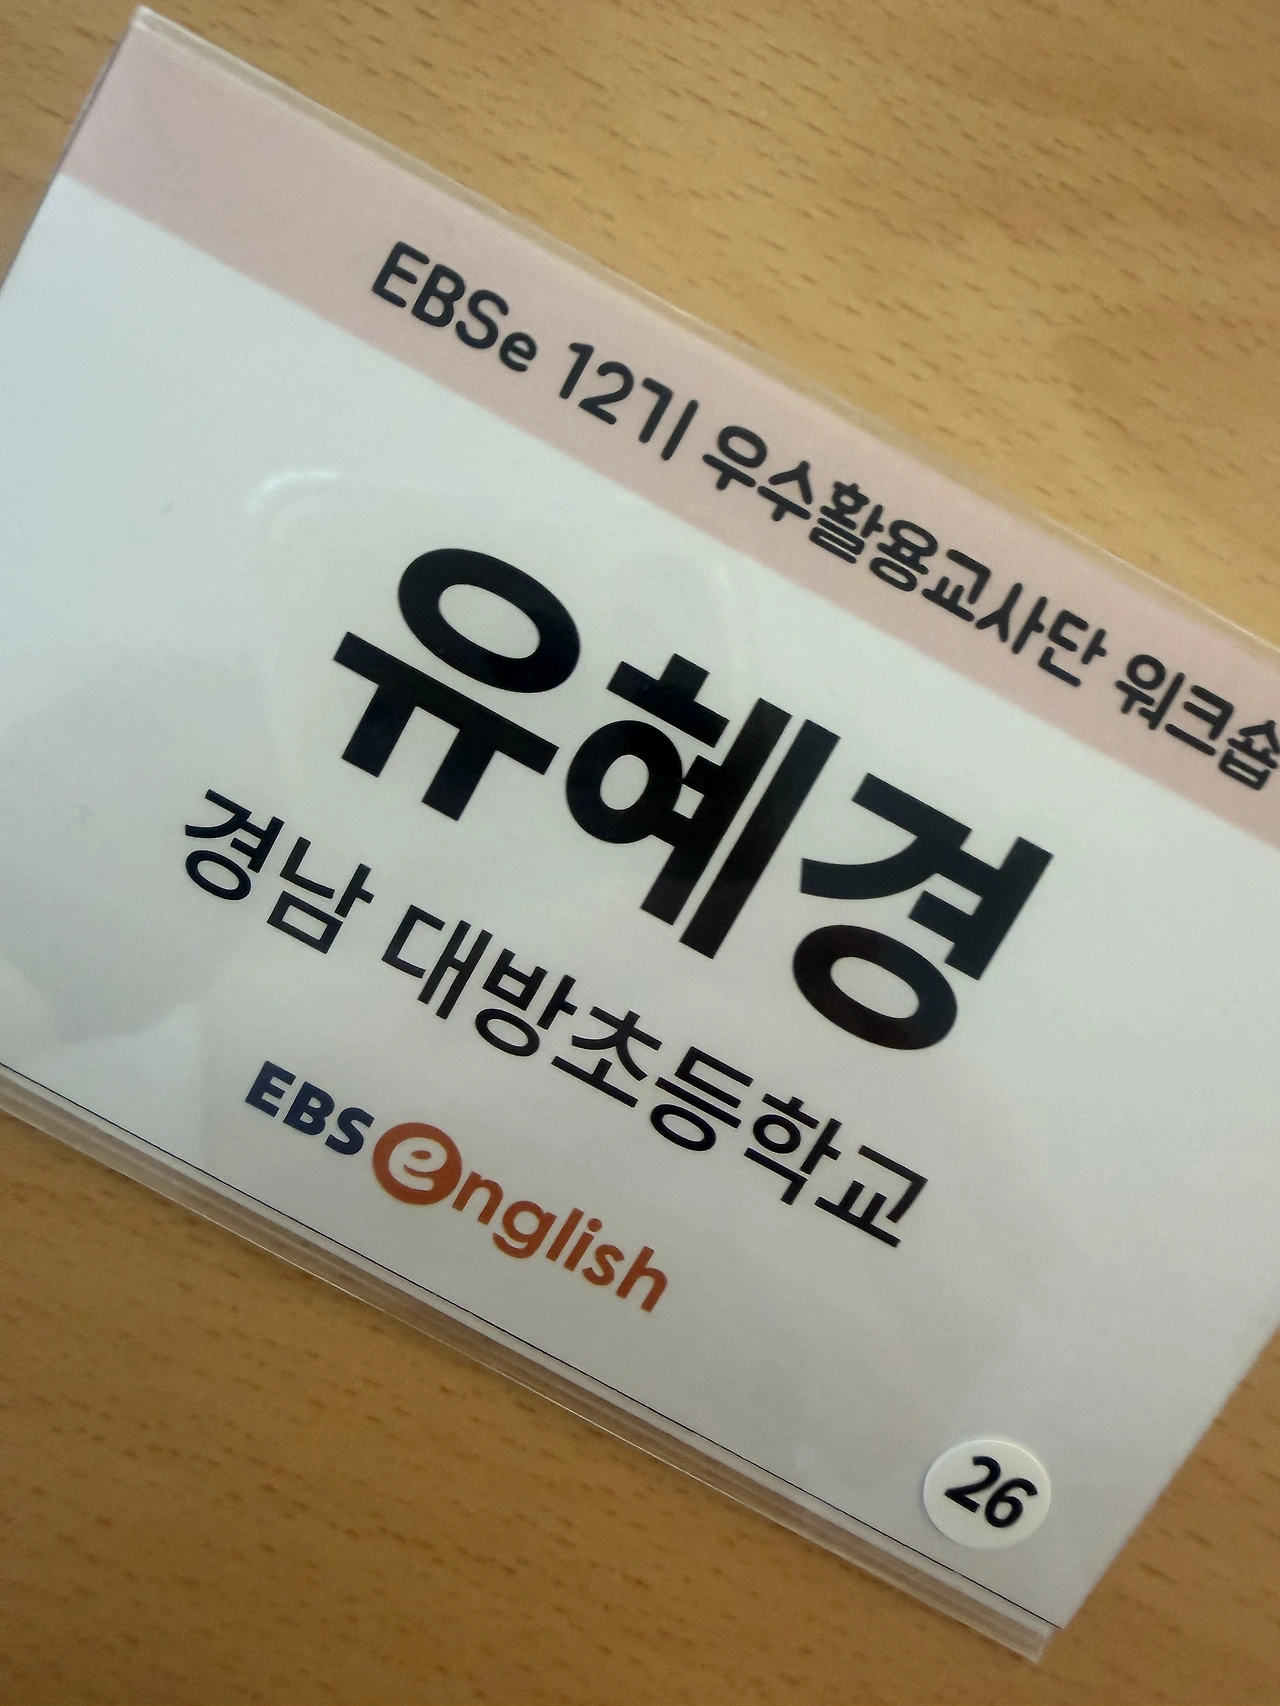 EBSe 12기 우수활용교사단 워크숍
유혜경
경남 대방초등학교
EBS english
26